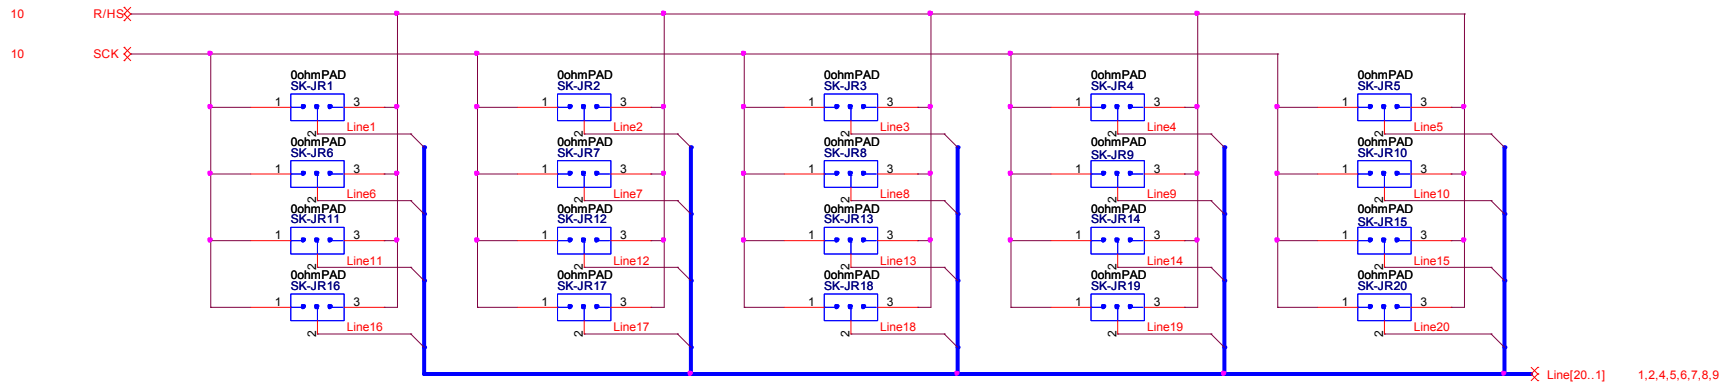 10 R/HS
10 SCK
0ohmPAD 0ohmPAD 0ohmPAD 0ohmPAD 0ohmPAD
SK-JR1 SK-JR2 SK-JR3 SK-JR4 SK-JR5
1 3 1 3 1 3 1 3 1 3
2 Line1 2 Line2 2 Line3 2 Line4 2 Line5
0ohmPAD 0ohmPAD 0ohmPAD 0ohmPAD 0ohmPAD
SK-JR6 SK-JR7 SK-JR8 SK-JR9 SK-JR10
1 3 1 3 1 3 1 3 1 3
2 Line6 2 Line7 2 Line8 2 Line9 2 Line10
0ohmPAD 0ohmPAD 0ohmPAD 0ohmPAD 0ohmPAD
SK-JR11 SK-JR12 SK-JR13 SK-JR14 SK-JR15
1 3 1 3 1 3 1 3 1 3
2 Line11 2 Line12 2 Line13 2 Line14 2 Line15
0ohmPAD 0ohmPAD 0ohmPAD 0ohmPAD 0ohmPAD
SK-JR16 SK-JR17 SK-JR18 SK-JR19 SK-JR20
1 3 1 3 1 3 1 3 1 3
2 Line16 2 Line17 2 Line18 2 Line19 2 Line20
Line[20..1] 1,2,4,5,6,7,8,9